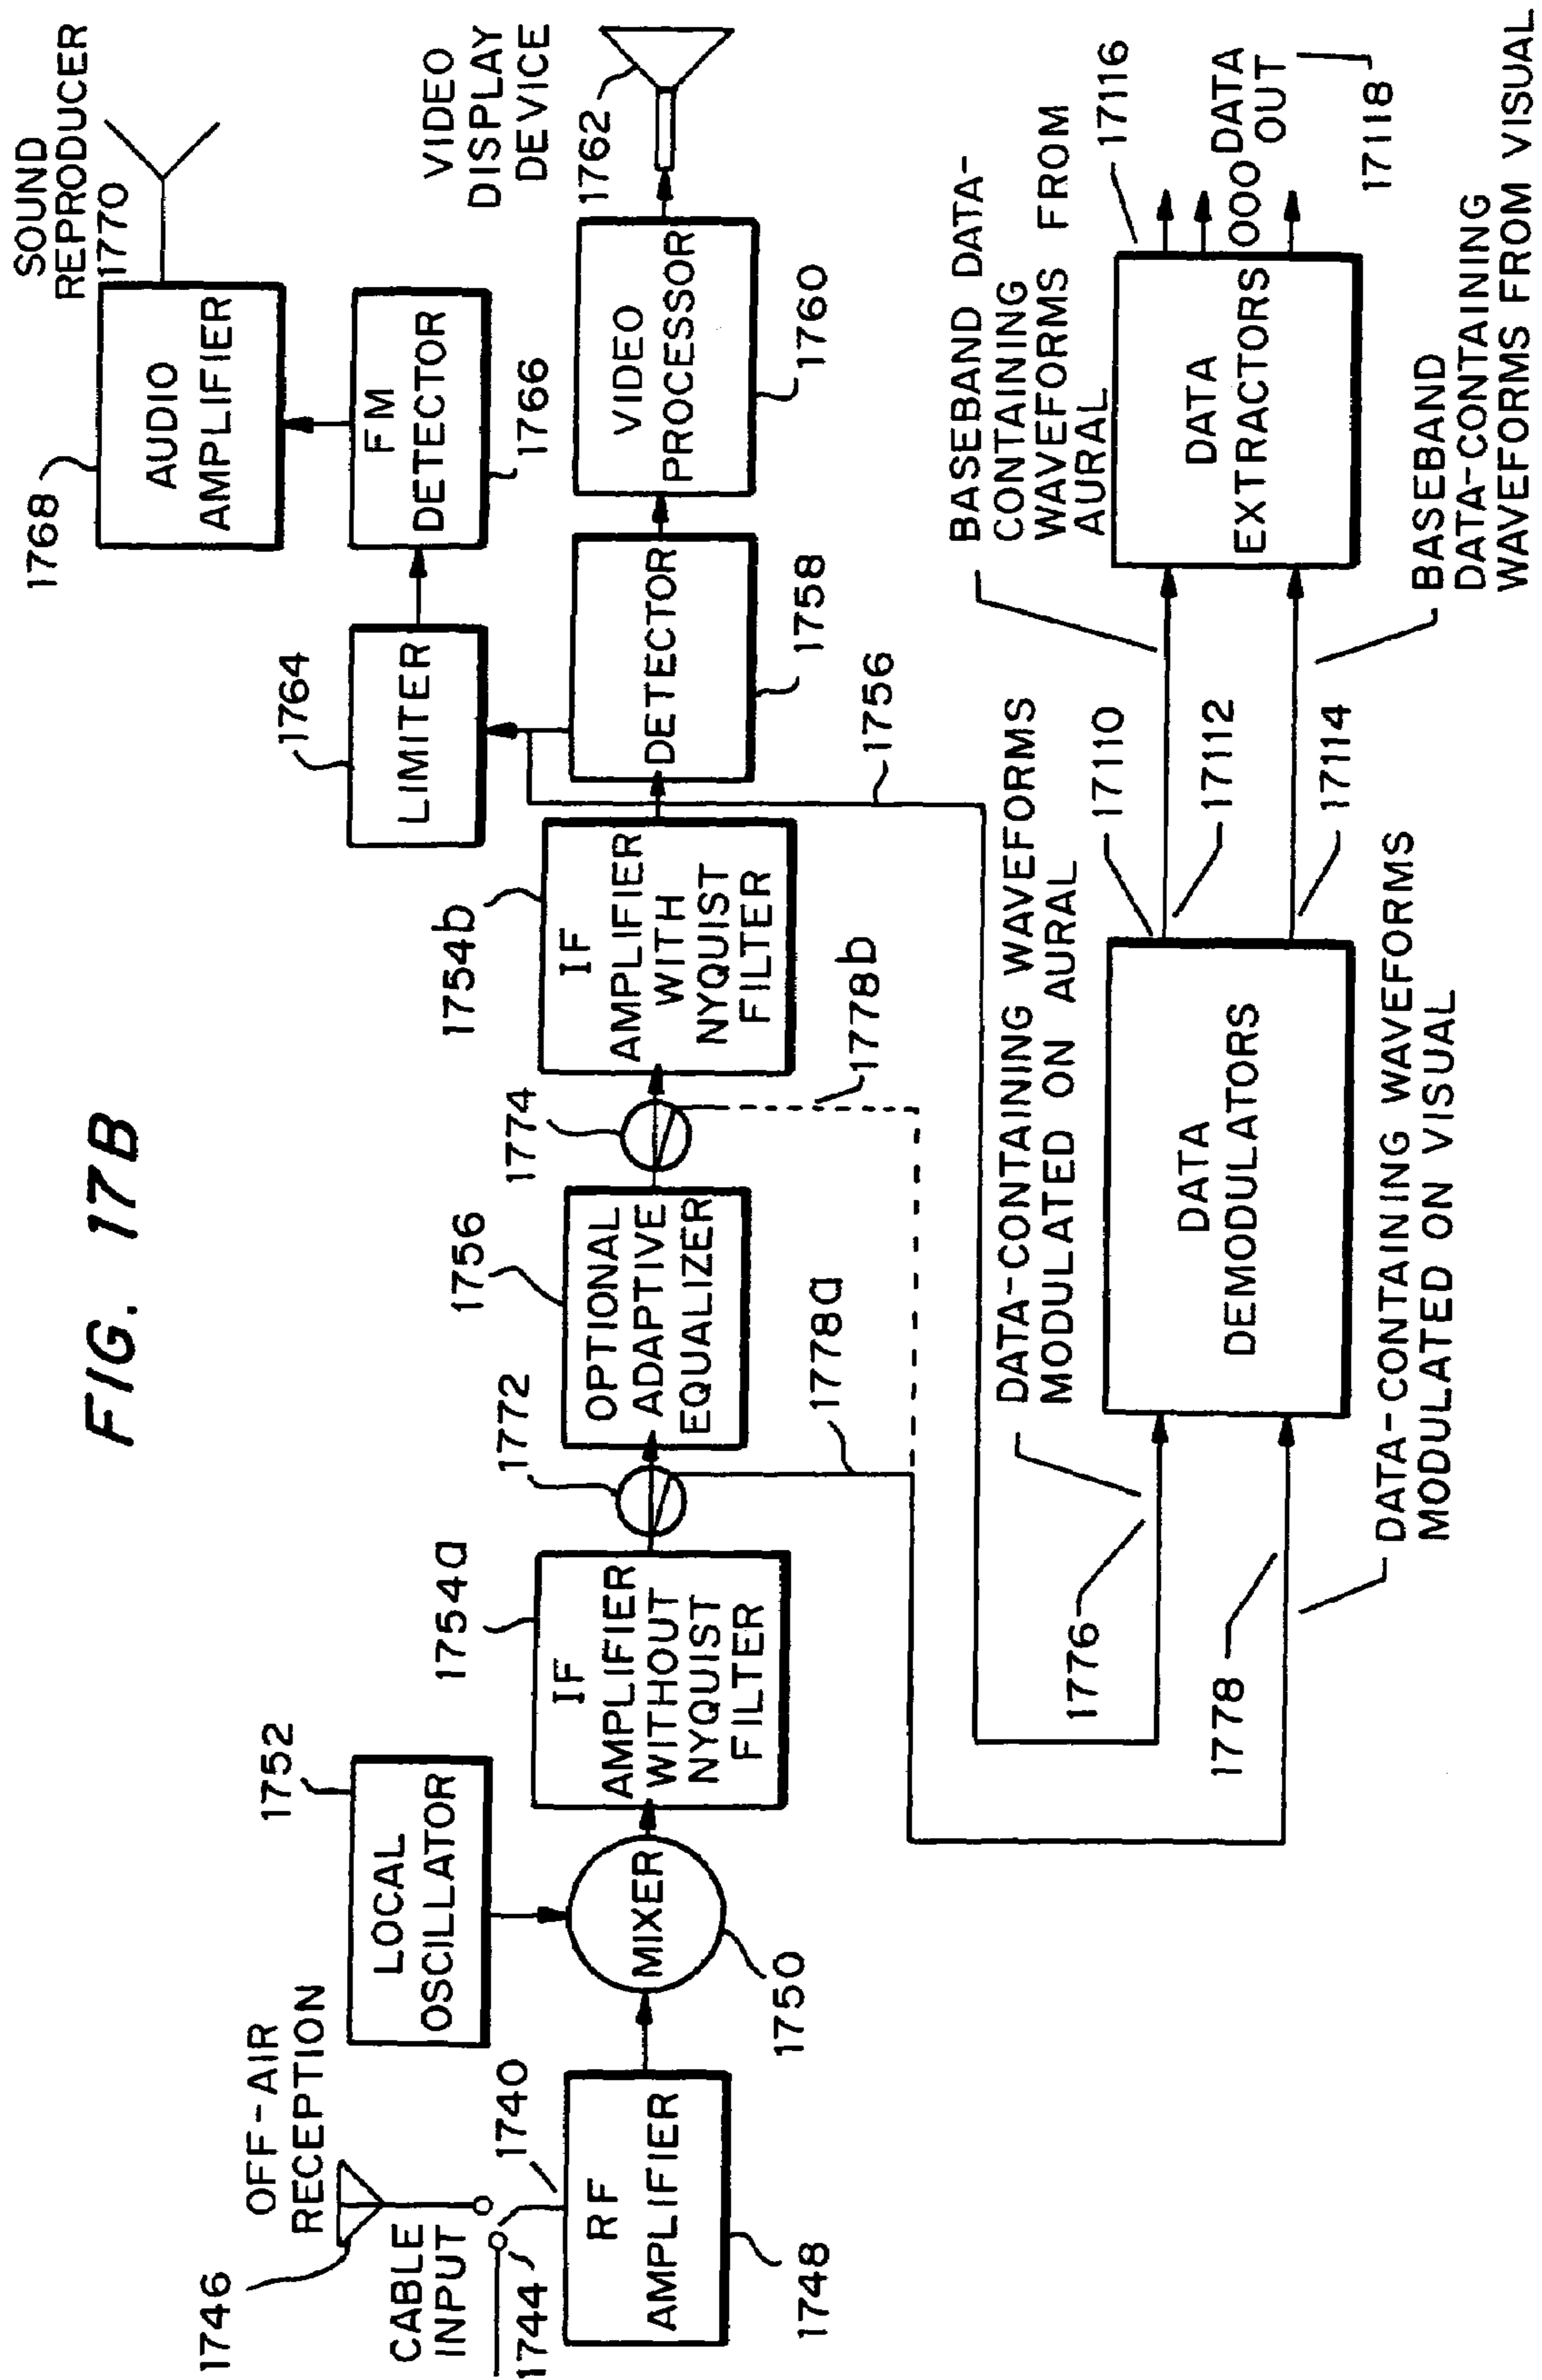 FIG. 17B
1746
OFF-AIR
RECEPTION
CABLE
INPUT
1744
1740
RF
AMPLIFIER
1748
1752
LOCAL
OSCILLATOR
MIXER
1750
1754a
IF
AMPLIFIER
WITHOUT
NYQUIST
FILTER
1772
1778a
1756
OPTIONAL
ADAPTIVE
EQUALIZER
1774
1778b
1754b
IF
AMPLIFIER
WITH
NYQUIST
FILTER
1764
LIMITER
DETECTOR
1758
1756
FM
DETECTOR
1766
1768
AUDIO
AMPLIFIER
SOUND
REPRODUCER
1770
VIDEO
PROCESSOR
1760
VIDEO
DISPLAY
DEVICE
1762
1776
DATA-CONTAINING WAVEFORMS
MODULATED ON AURAL
1778
DATA-CONTAINING WAVEFORMS
MODULATED ON VISUAL
DATA
DEMODULATORS
17110
17112
17114
BASEBAND DATA-
CONTAINING
WAVEFORMS FROM
AURAL
BASEBAND
DATA-CONTAINING
WAVEFORMS FROM VISUAL
DATA
EXTRACTORS
17116
000 DATA
OUT
17118